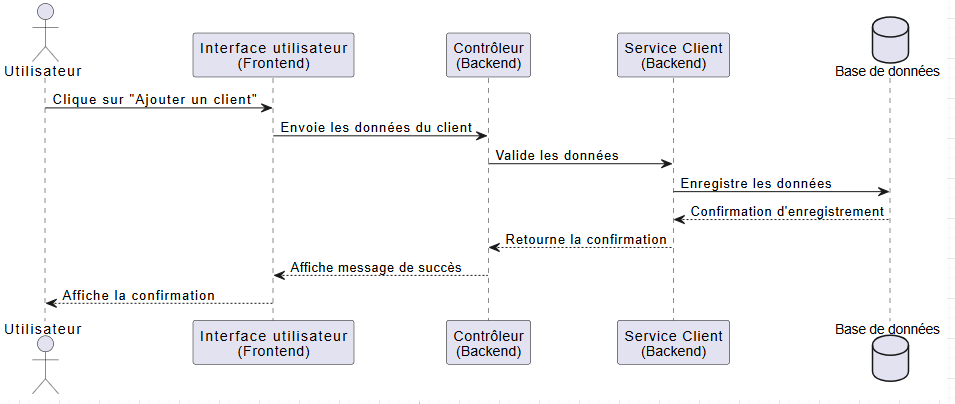 Utilisateur
Interface utilisateur
(Frontend)
Contrôleur
(Backend)
Service Client
(Backend)
Base de données
Clique sur "Ajouter un client"
Envoie les données du client
Valide les données
Enregistre les données
Confirmation d'enregistrement
Retourne la confirmation
Affiche message de succès
Affiche la confirmation
Utilisateur
Interface utilisateur
(Frontend)
Contrôleur
(Backend)
Service Client
(Backend)
Base de données